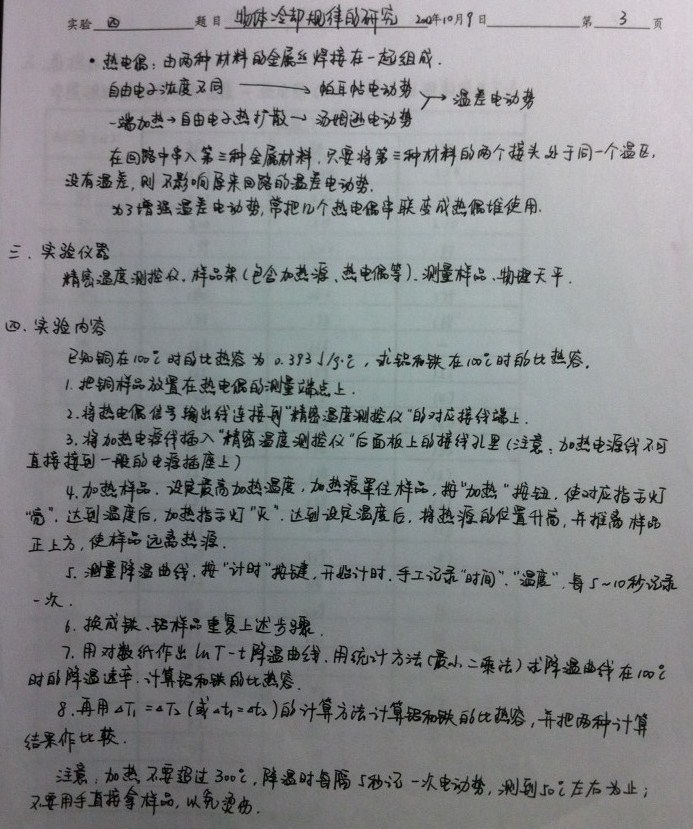 实验 四 题目 物体冷却规律的研究 2012年10月9日 第 3 页
• 热电偶：由两种材料的金属丝焊接在一起组成．
自由电子浓度不同 → 帕耳帖电动势 → 温差电动势
一端加热→自由电子热扩散→汤姆逊电动势
在回路中串入第三种金属材料，只要将第三种材料的两个接头处于同一个温区，
没有温差，则不影响原来回路的温差电动势．
为了增强温差电动势，常把几个热电偶串联变成热偶堆使用．
三．实验仪器
精密温度测控仪、样品架（包含加热源、热电偶等）、测量样品、物理天平．
四．实验内容
已知铜在100℃时的比热容为0.393J/g·℃，求铝和铁在100℃时的比热容．
1．把铜样品放置在热电偶的测量端点上．
2．将热电偶信号输出线连接到"精密温度测控仪"的对应接线端上．
3．将加热电源线插入"精密温度测控仪"后面板上的接线孔里（注意：加热电源线不可
直接接到一般的电源插座上）
4．加热样品．设定最高加热温度，加热源罩住样品，按"加热"按钮，使对应指示灯
"亮"．达到温度后，加热指示灯"灭"．达到设定温度后，将热源的位置升高，并推离样品
正上方，使样品远离热源．
5．测量降温曲线．按"计时"按键，开始计时．手工记录"时间"、"温度"，每5~10秒记录
一次．
6．换成铁、铝样品重复上述步骤．
7．用对数纸作出lnT-t降温曲线．用统计方法（最小二乘法）求降温曲线在100℃
时的降温速率．计算铝和铁的比热容．
8．再用△T₁=△T₂（或△t₁=△t₂）的计算方法计算铝和铁的比热容，并把两种计算
结果作比较．
注意：加热不要超过300℃，降温时每隔5秒记一次电动势，测到50℃左右为止；
不要用手直接拿样品，以免烫伤．